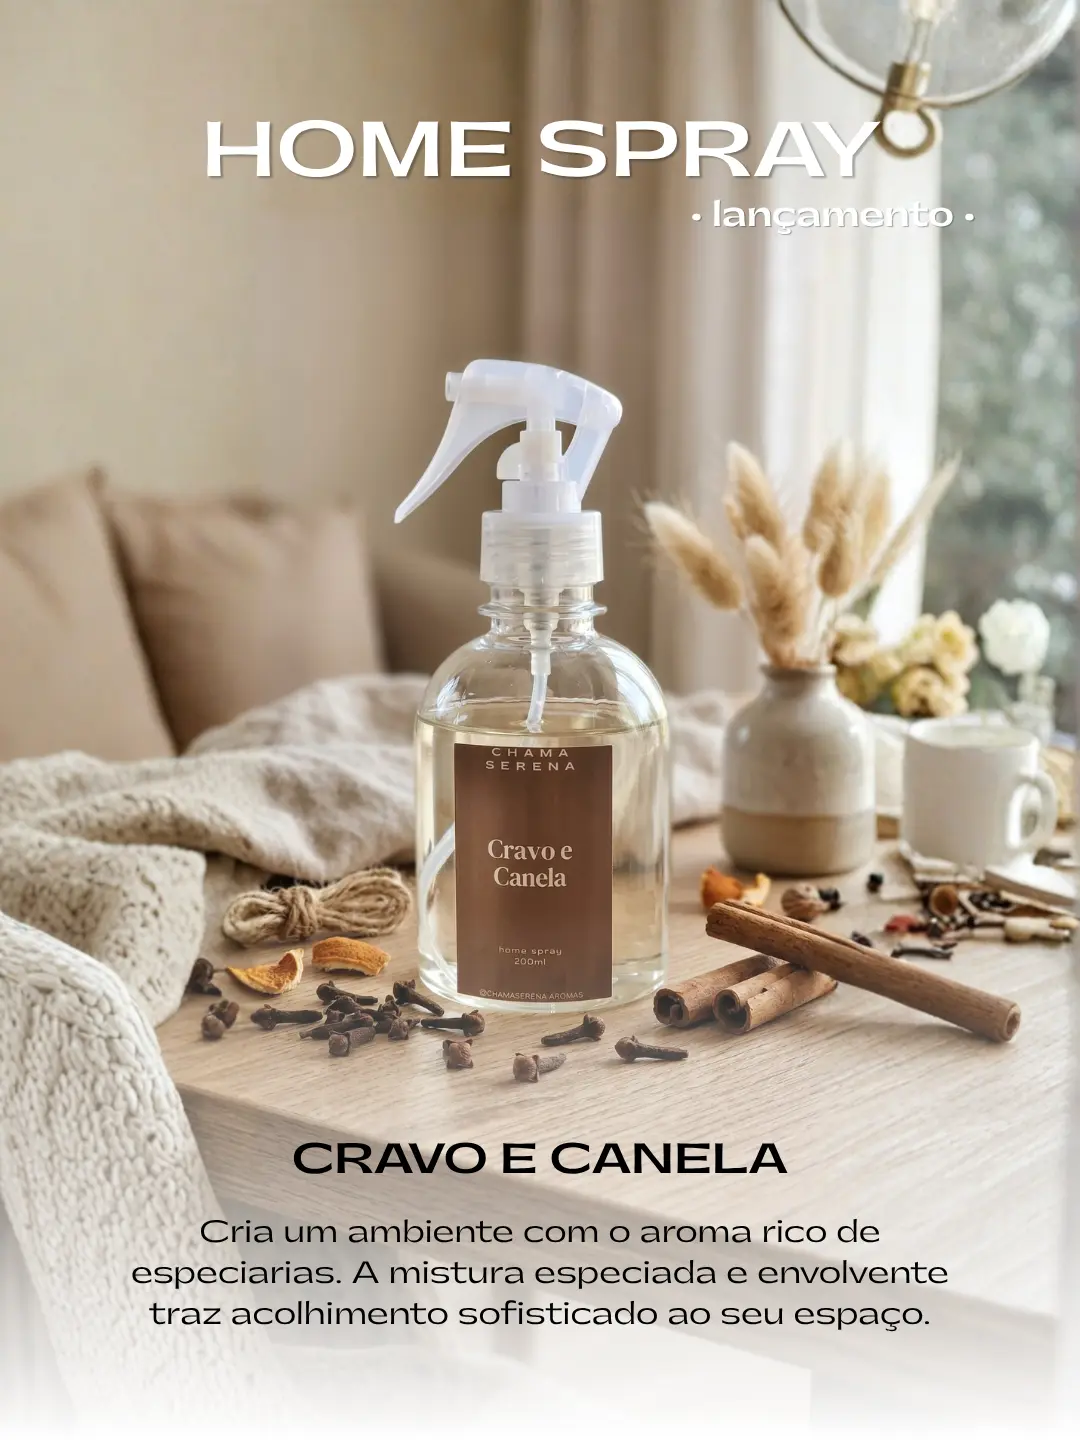 HOME SPRAY
• lançamento •
CHAMA
SERENA
Cravo e
Canela
home spray
200ml
@CHAMASERENA.AROMAS
CRAVO E CANELA
Cria um ambiente com o aroma rico de
especiarias. A mistura especiada e envolvente
traz acolhimento sofisticado ao seu espaço.